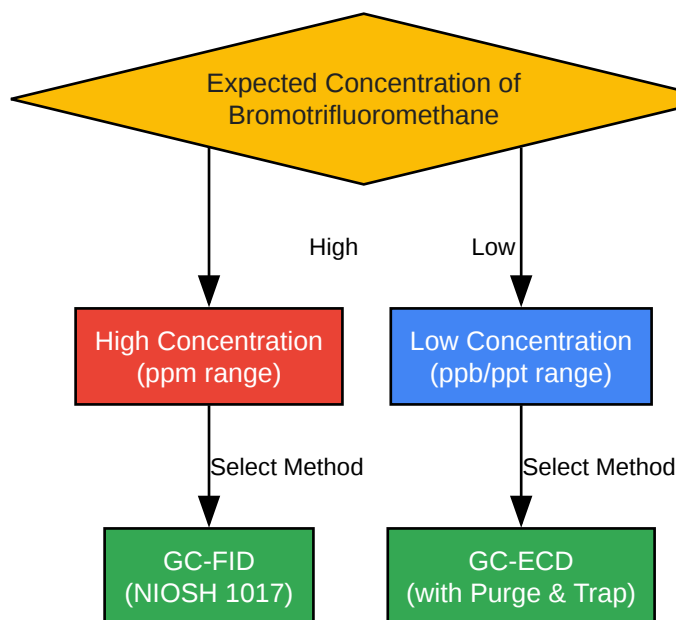 Expected Concentration of
Bromotrifluoromethane
High
Low
High Concentration
(ppm range)
Low Concentration
(ppb/ppt range)
Select Method
Select Method
GC-FID
(NIOSH 1017)
GC-ECD
(with Purge & Trap)